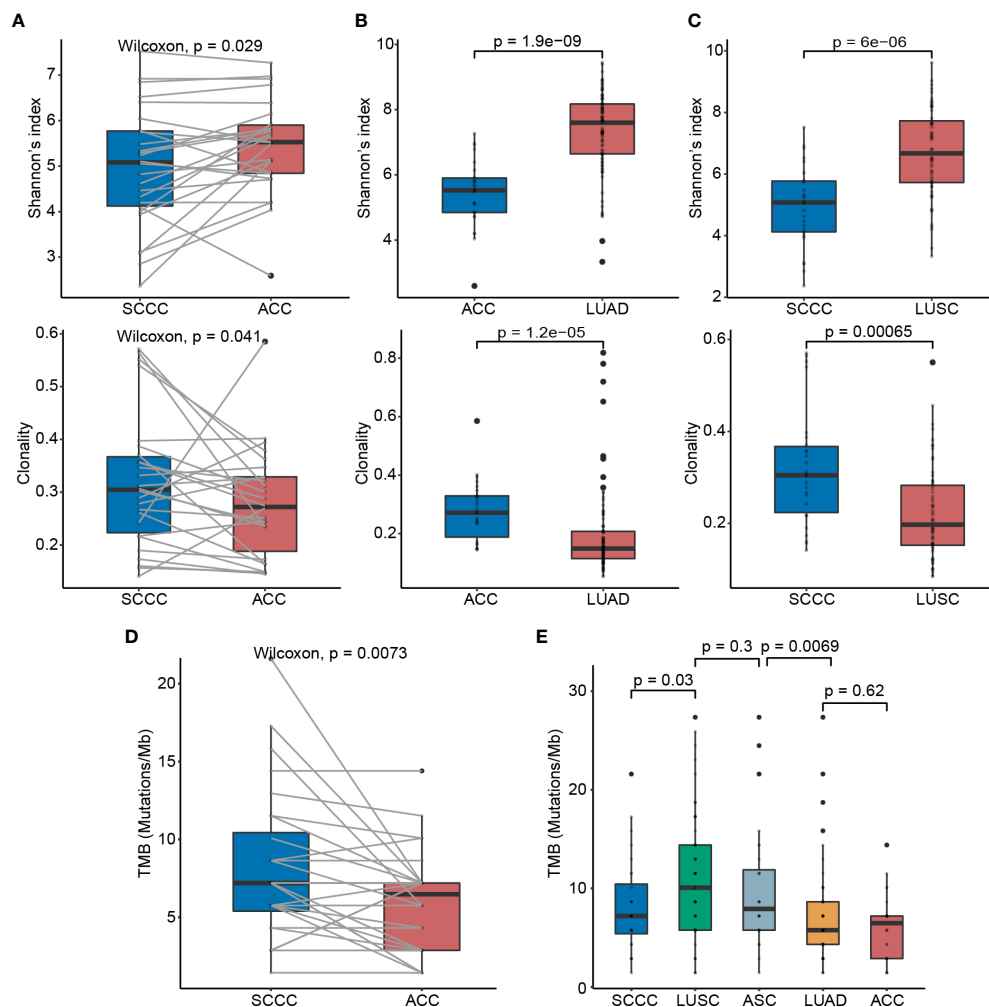 A
Wilcoxon, p = 0.029
Shannon's index
7
6
5
4
3
SCCC ACC
B
p = 1.9e−09
Shannon's index
10
8
6
4
ACC LUAD
C
p = 6e−06
Shannon's index
10
8
6
4
2
SCCC LUSC
Wilcoxon, p = 0.041
Clonality
0.6
0.5
0.4
0.3
0.2
SCCC ACC
p = 1.2e−05
Clonality
0.8
0.6
0.4
0.2
ACC LUAD
p = 0.00065
Clonality
0.6
0.4
0.2
SCCC LUSC
D
Wilcoxon, p = 0.0073
TMB (Mutations/Mb)
20
15
10
5
SCCC ACC
E
p = 0.3
p = 0.0069
p = 0.03
p = 0.62
TMB (Mutations/Mb)
30
20
10
0
SCCC LUSC ASC LUAD ACC